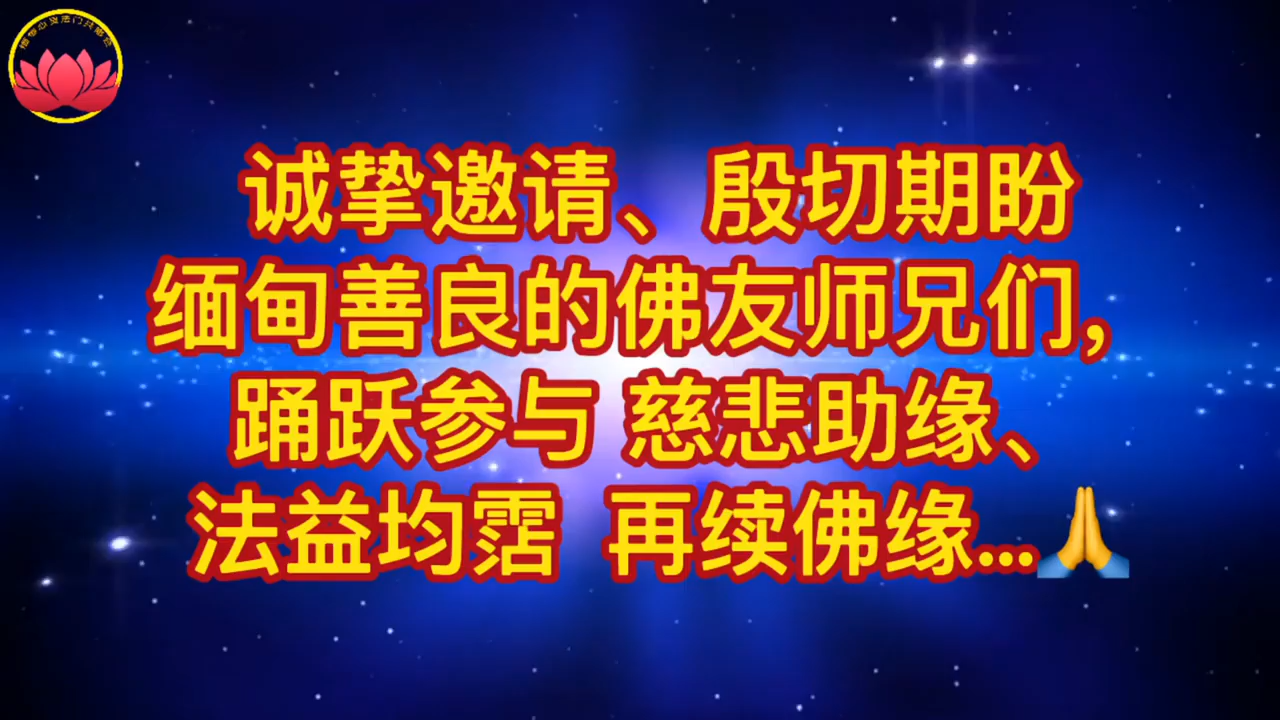 诚挚邀请、殷切期盼
缅甸善良的佛友师兄们,
踊跃参与 慈悲助缘、
法益均霑 再续佛缘...🙏